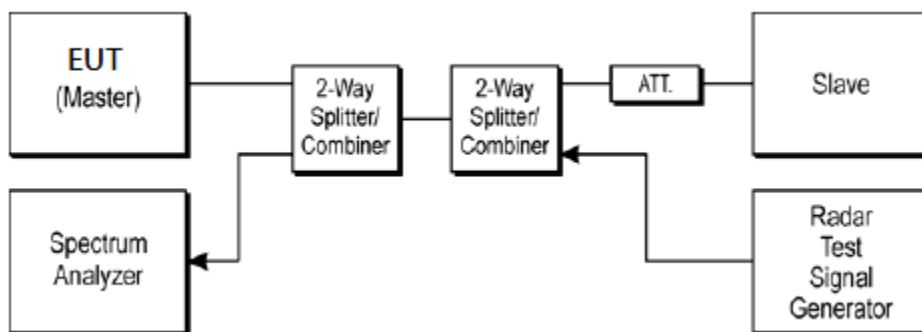 EUT
(Master)
2-Way
Splitter/
Combiner
2-Way
Splitter/
Combiner
ATT.
Slave
Spectrum
Analyzer
Radar
Test
Signal
Generator